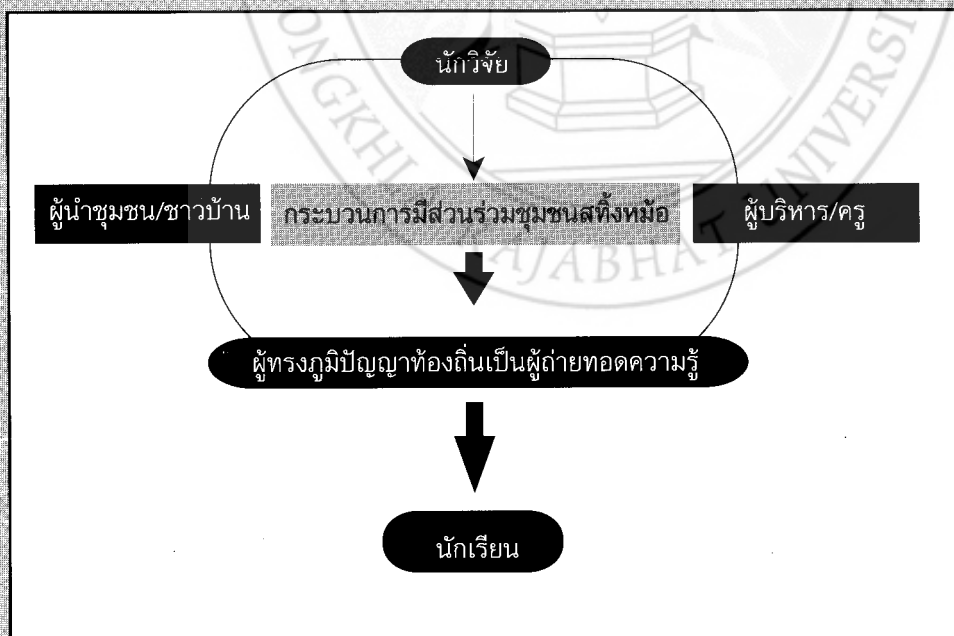 นักวิจัย
ผู้นำชุมชน/ชาวบ้าน
กระบวนการมีส่วนร่วมชุมชนสทิ้งหม้อ
ผู้บริหาร/ครู
ผู้ทรงภูมิปัญญาท้องถิ่นเป็นผู้ถ่ายทอดความรู้
นักเรียน
ONGKHL RAJABHAT UNIVERSI